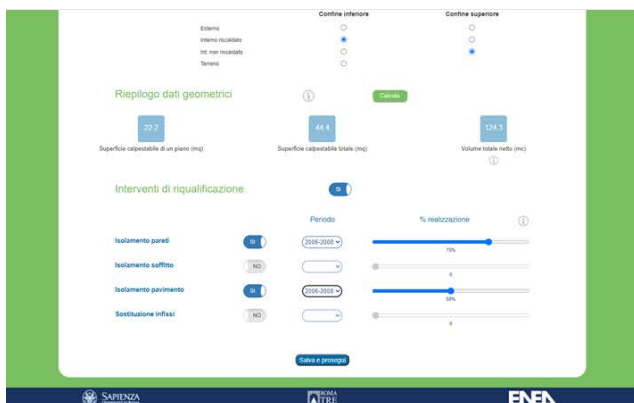 Confine inferiore Confine superiore
Esterno
Interno riscaldato
Int. non riscaldato
Terreno
Riepilogo dati geometrici i Calcola
22.2 44.4 124.3
Superficie calpestabile di un piano (mq) Superficie calpestabile totale (mq) Volume totale netto (mc)
i
Interventi di riqualificazione SI
Periodo % realizzazione i
Isolamento pareti SI 2006-2008
75%
Isolamento soffitto NO
0
Isolamento pavimento SI 2006-2008
50%
Sostituzione infissi NO
0
Salva e prosegui
SAPIENZA ROMA TRE ENEA